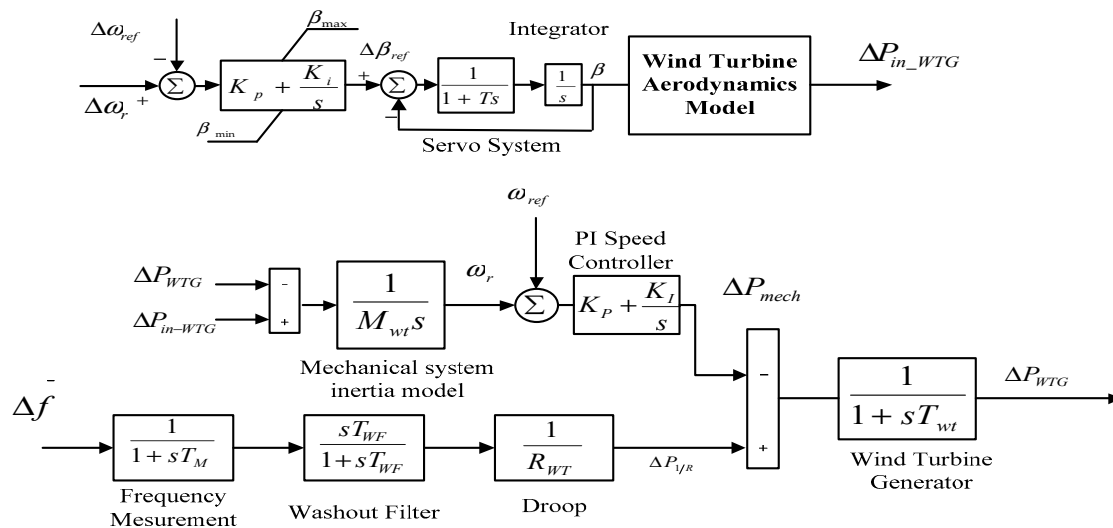 Δω_ref
β_max
Integrator
−
Σ
K_p + K_i/s
Δβ_ref
+
Σ
1/(1 + Ts)
1/s
β
Wind Turbine
Aerodynamics
Model
ΔP_in_WTG
Δω_r
+
β_min
−
Servo System
ω_ref
PI Speed
Controller
ΔP_WTG
-
ΔP_in−WTG
+
1/(M_wt s)
ω_r
Σ
K_P + K_I/s
ΔP_mech
Mechanical system
inertia model
−
+
1/(1 + sT_wt)
ΔP_WTG
Δf
-
1/(1 + sT_M)
sT_WF/(1 + sT_WF)
1/R_WT
ΔP_1/R
Wind Turbine
Generator
Frequency
Mesurement
Washout Filter
Droop